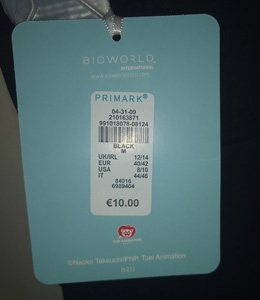 BIOWORLD
INTERNATIONAL
PRIMARK®
04-31-09
210163871
991018078-08124
BLACK
M
UK/IRL 12/14
EUR 40/42
USA 8/10
IT 44/46
84016
6989404
€10.00
©Naoko Takeuchi/PNP, Toei Animation